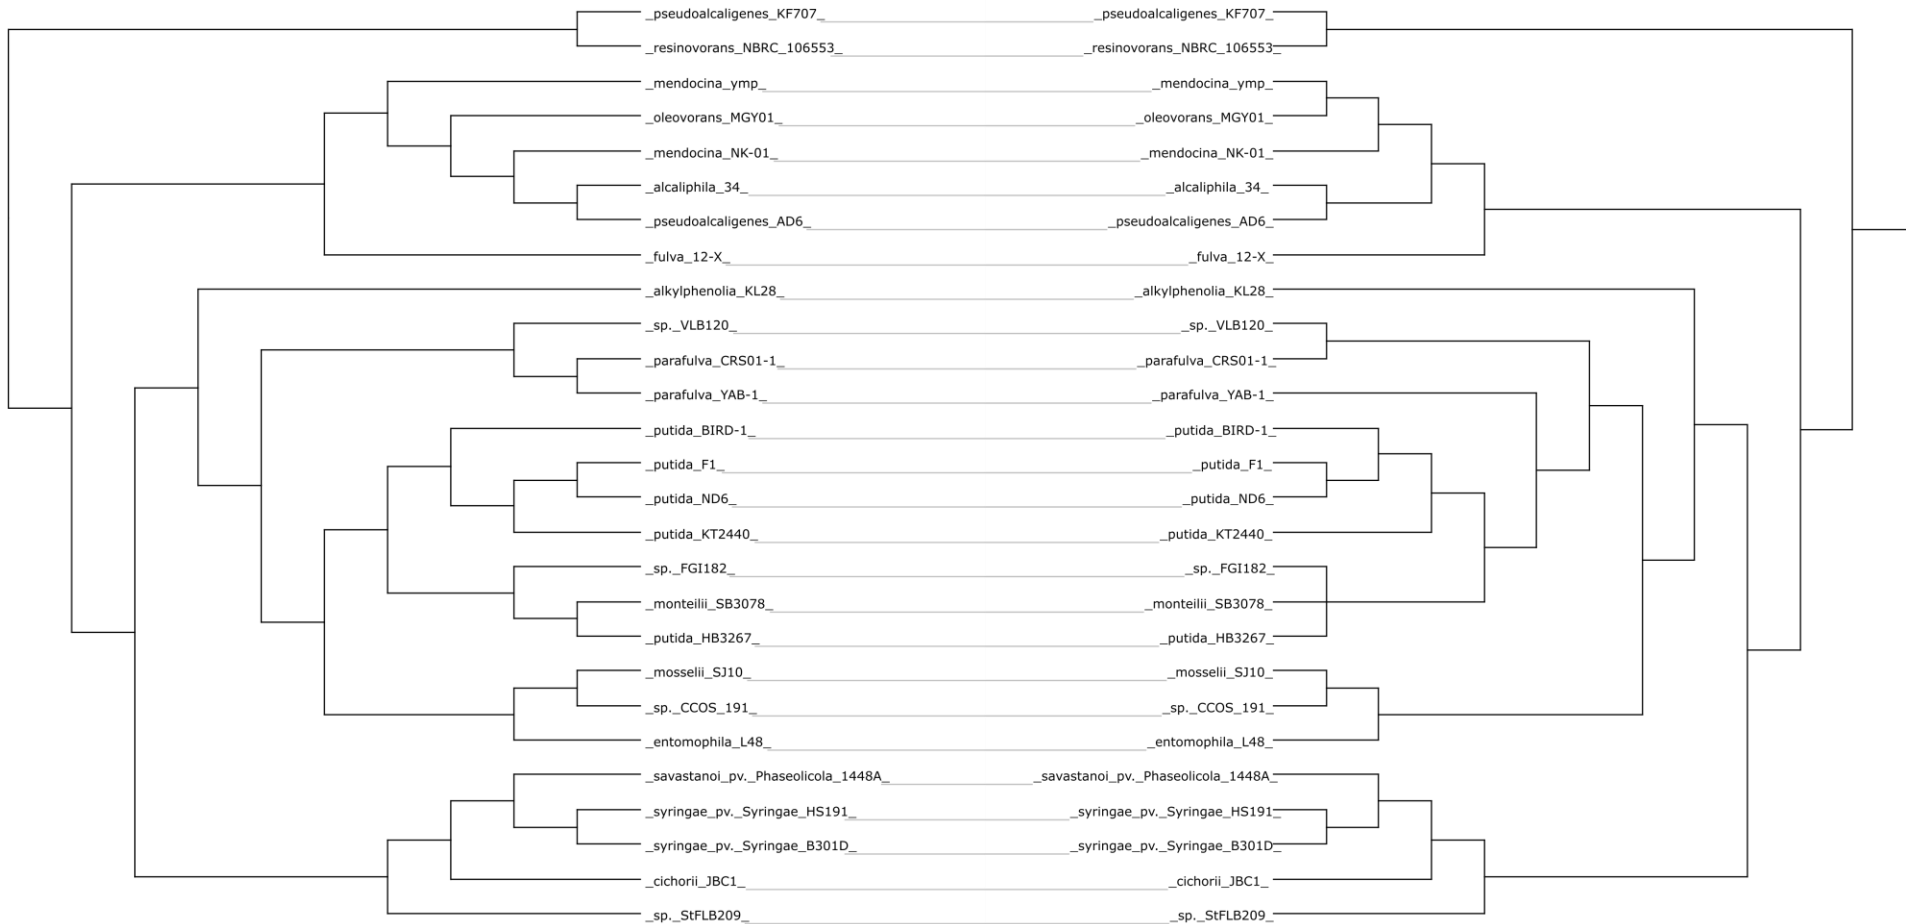 _pseudoalcaligenes_KF707_ _pseudoalcaligenes_KF707_
_resinovorans_NBRC_106553_ _resinovorans_NBRC_106553_
_mendocina_ymp_ _mendocina_ymp_
_oleovorans_MGY01_ _oleovorans_MGY01_
_mendocina_NK-01_ _mendocina_NK-01_
_alcaliphila_34_ _alcaliphila_34_
_pseudoalcaligenes_AD6_ _pseudoalcaligenes_AD6_
_fulva_12-X_ _fulva_12-X_
_alkylphenolia_KL28_ _alkylphenolia_KL28_
_sp._VLB120_ _sp._VLB120_
_parafulva_CRS01-1_ _parafulva_CRS01-1_
_parafulva_YAB-1_ _parafulva_YAB-1_
_putida_BIRD-1_ _putida_BIRD-1_
_putida_F1_ _putida_F1_
_putida_ND6_ _putida_ND6_
_putida_KT2440_ _putida_KT2440_
_sp._FGI182_ _sp._FGI182_
_monteilii_SB3078_ _monteilii_SB3078_
_putida_HB3267_ _putida_HB3267_
_mosselii_SJ10_ _mosselii_SJ10_
_sp._CCOS_191_ _sp._CCOS_191_
_entomophila_L48_ _entomophila_L48_
_savastanoi_pv._Phaseolicola_1448A_ _savastanoi_pv._Phaseolicola_1448A_
_syringae_pv._Syringae_HS191_ _syringae_pv._Syringae_HS191_
_syringae_pv._Syringae_B301D_ _syringae_pv._Syringae_B301D_
_cichorii_JBC1_ _cichorii_JBC1_
_sp._StFLB209_ _sp._StFLB209_